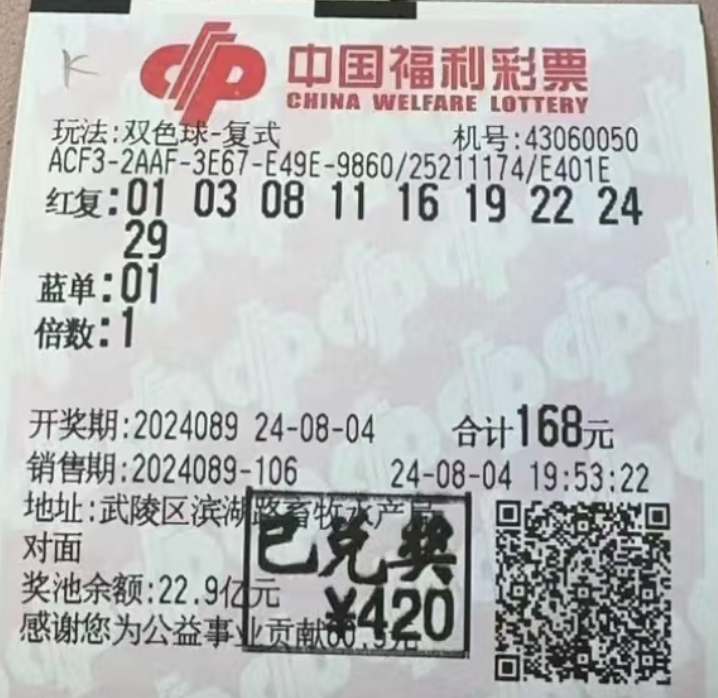 K
中国福利彩票
CHINA WELFARE LOTTERY
玩法:双色球-复式 机号:43060050
ACF3-2AAF-3E67-E49E-9860/25211174/E401E
红复:01 03 08 11 16 19 22 24
29
蓝单:01
倍数:1
开奖期:2024089 24-08-04 合计168元
销售期:2024089-106 24-08-04 19:53:22
地址:武陵区滨湖路畜牧水产局
对面
已兑奖
奖池余额:22.9亿元
¥420
感谢您为公益事业贡献60.5元